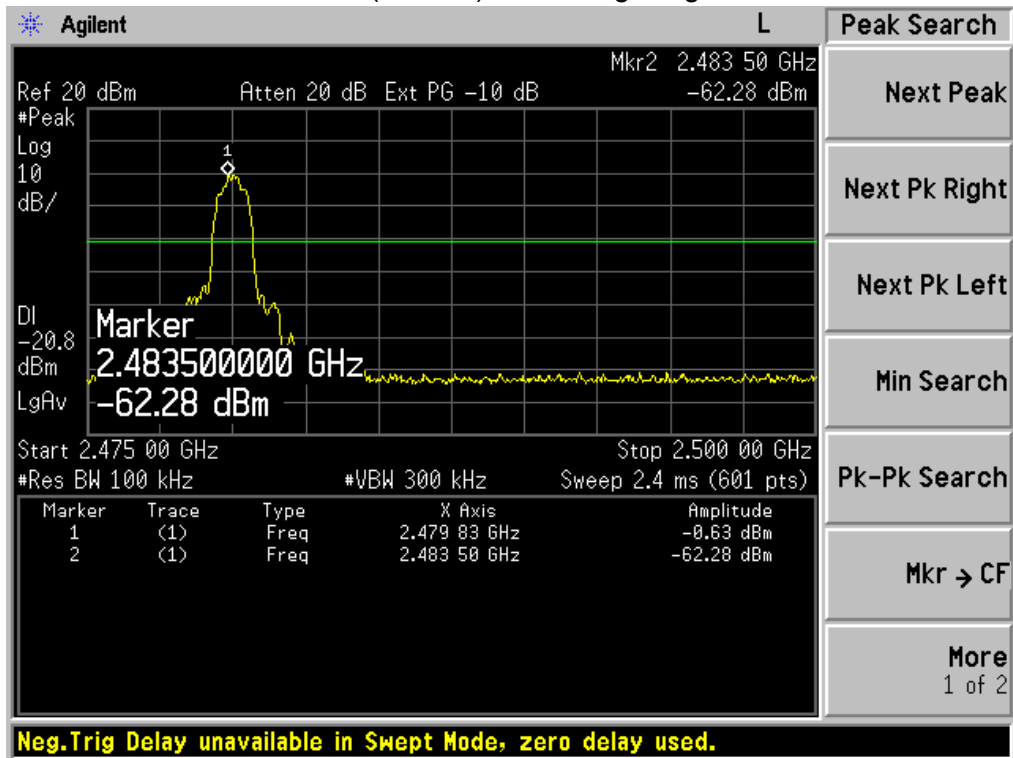 Agilent L Peak Search
Mkr2 2.483 50 GHz
Ref 20 dBm Atten 20 dB Ext PG -10 dB -62.28 dBm
#Peak
Log
10
dB/
1
DI
-20.8
dBm
LgAv
Marker
2.483500000 GHz
-62.28 dBm
Start 2.475 00 GHz Stop 2.500 00 GHz
#Res BW 100 kHz #VBW 300 kHz Sweep 2.4 ms (601 pts)
Marker Trace Type X Axis Amplitude
1 (1) Freq 2.479 83 GHz -0.63 dBm
2 (1) Freq 2.483 50 GHz -62.28 dBm
Next Peak
Next Pk Right
Next Pk Left
Min Search
Pk-Pk Search
Mkr → CF
More
1 of 2
Neg.Trig Delay unavailable in Swept Mode, zero delay used.